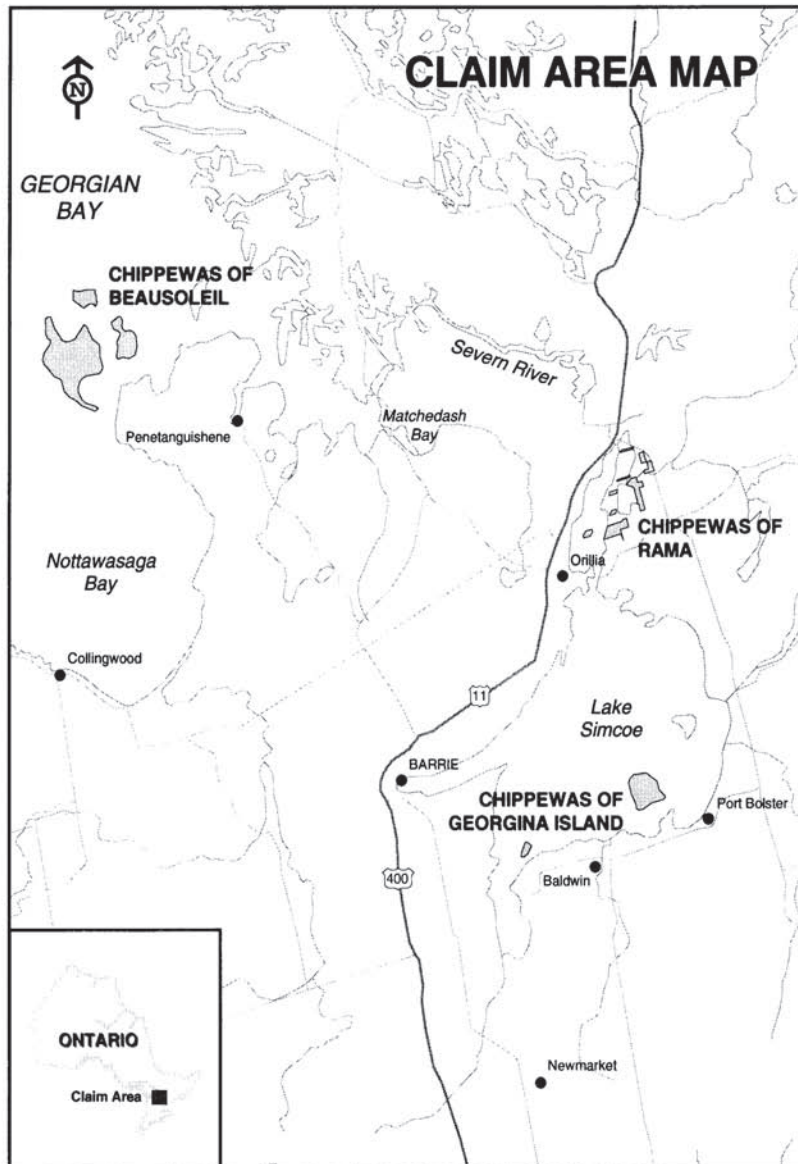 CLAIM AREA MAP
N
GEORGIAN
BAY
CHIPPEWAS OF
BEAUSOLEIL
Severn River
Penetanguishene
Matchedash
Bay
CHIPPEWAS OF
RAMA
Nottawasaga
Bay
Orillia
Collingwood
11
Lake
Simcoe
BARRIE
CHIPPEWAS OF
GEORGINA ISLAND
Port Bolster
400
Baldwin
ONTARIO
Claim Area
Newmarket